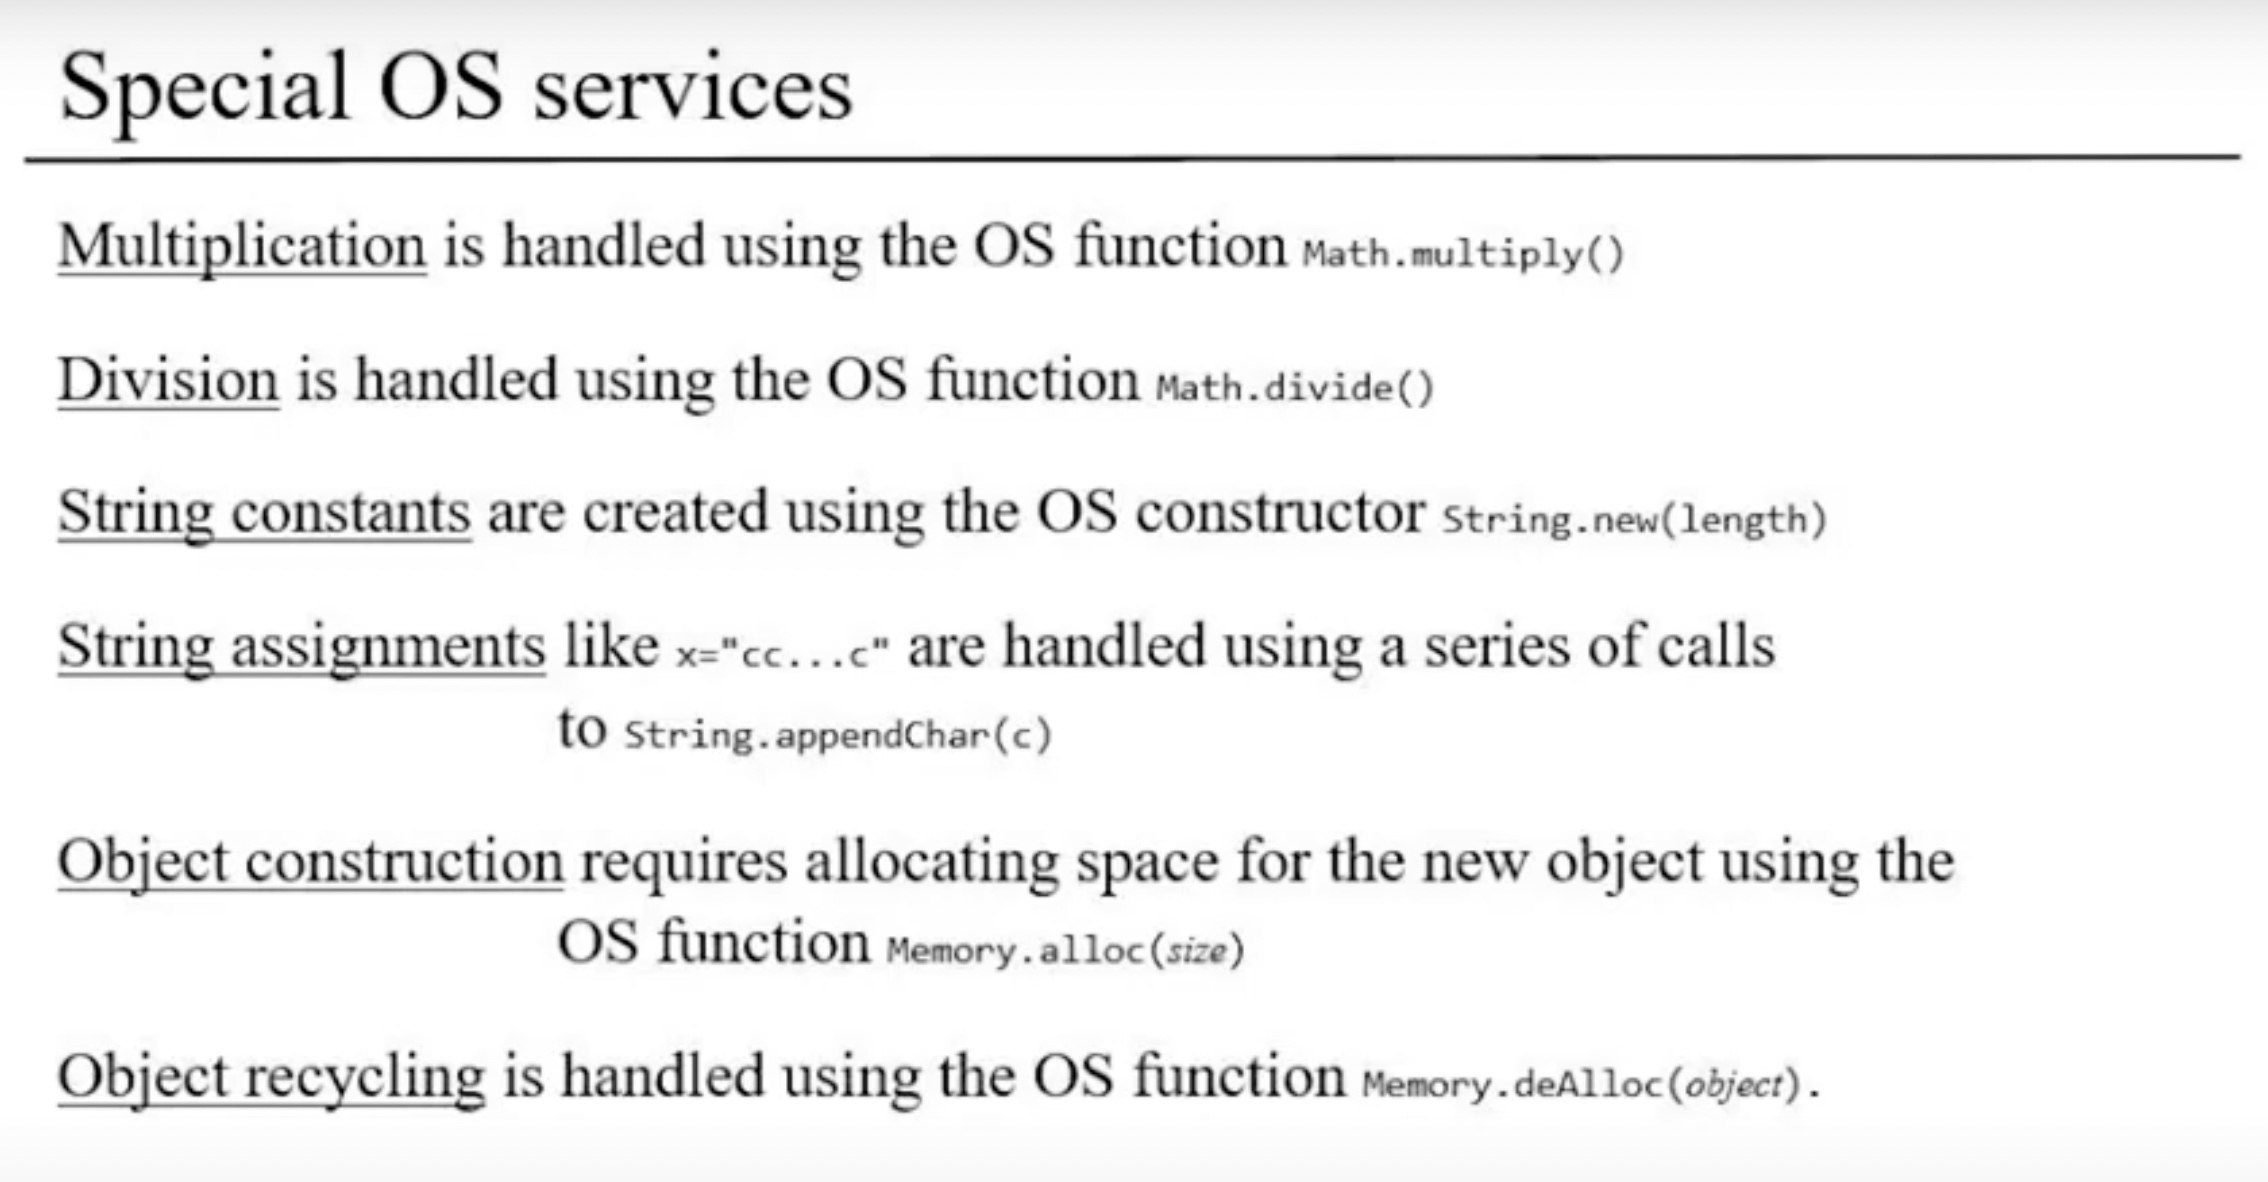 Special OS services
Multiplication is handled using the OS function Math.multiply()
Division is handled using the OS function Math.divide()
String constants are created using the OS constructor String.new(length)
String assignments like x="cc...c" are handled using a series of calls
to String.appendChar(c)
Object construction requires allocating space for the new object using the
OS function Memory.alloc(size)
Object recycling is handled using the OS function Memory.deAlloc(object).